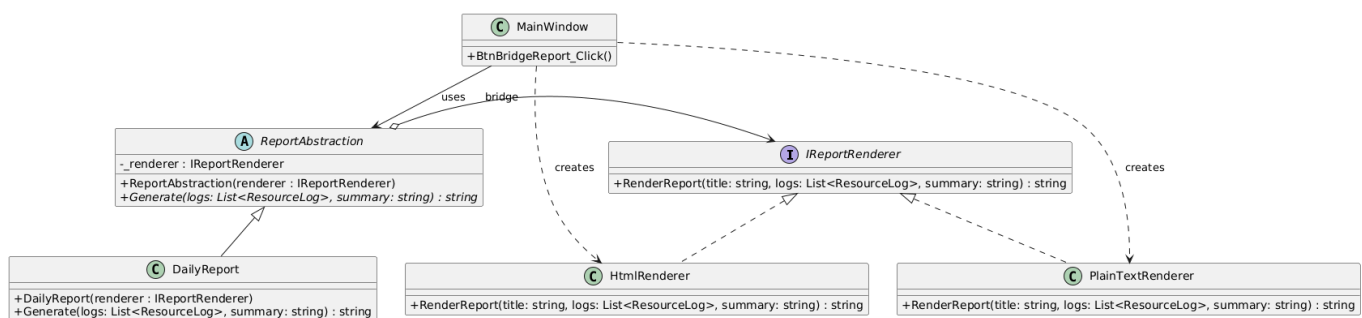 C MainWindow
+BtnBridgeReport_Click()
uses
bridge
A ReportAbstraction
-_renderer : IReportRenderer
+ReportAbstraction(renderer : IReportRenderer)
+Generate(logs: List<ResourceLog>, summary: string) : string
I IReportRenderer
+RenderReport(title: string, logs: List<ResourceLog>, summary: string) : string
creates
creates
C DailyReport
+DailyReport(renderer : IReportRenderer)
+Generate(logs: List<ResourceLog>, summary: string) : string
C HtmlRenderer
+RenderReport(title: string, logs: List<ResourceLog>, summary: string) : string
C PlainTextRenderer
+RenderReport(title: string, logs: List<ResourceLog>, summary: string) : string